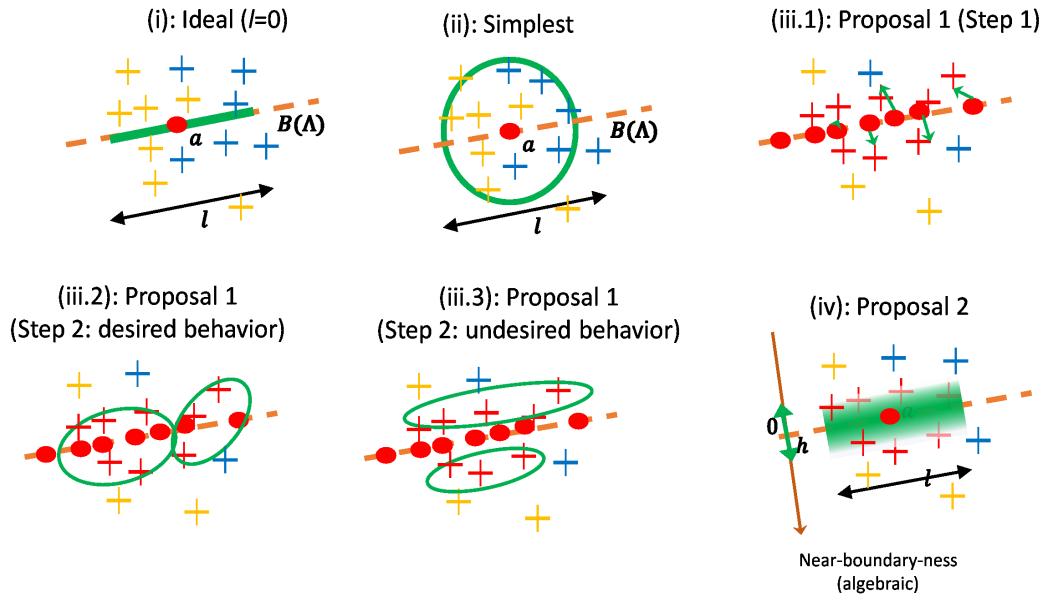 (i): Ideal (l=0)
(ii): Simplest
(iii.1): Proposal 1 (Step 1)
a
B(Λ)
l
a
B(Λ)
l
(iii.2): Proposal 1
(Step 2: desired behavior)
(iii.3): Proposal 1
(Step 2: undesired behavior)
(iv): Proposal 2
a
0
h
l
Near-boundary-ness
(algebraic)